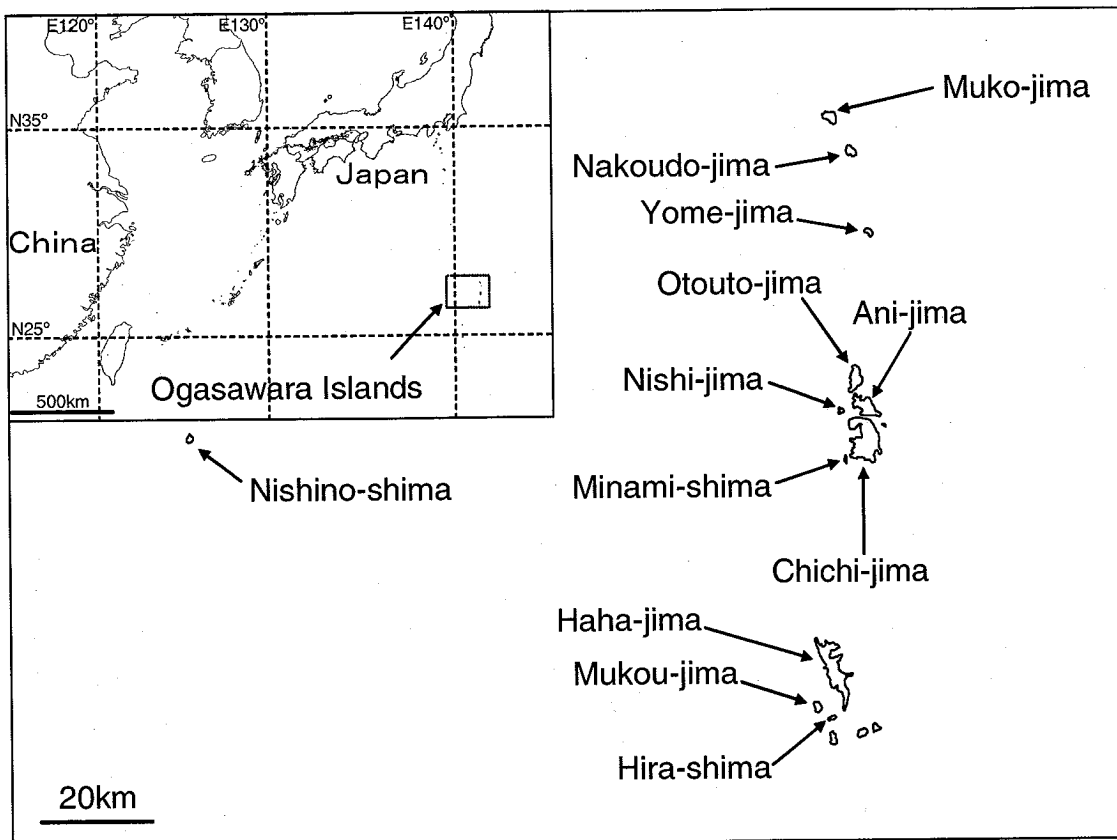 E120° E130° E140°
N35°
Japan
China
N25°
Ogasawara Islands
500km
Muko-jima
Nakoudo-jima
Yome-jima
Otouto-jima
Ani-jima
Nishi-jima
Nishino-shima
Minami-shima
Chichi-jima
Haha-jima
Mukou-jima
Hira-shima
20km